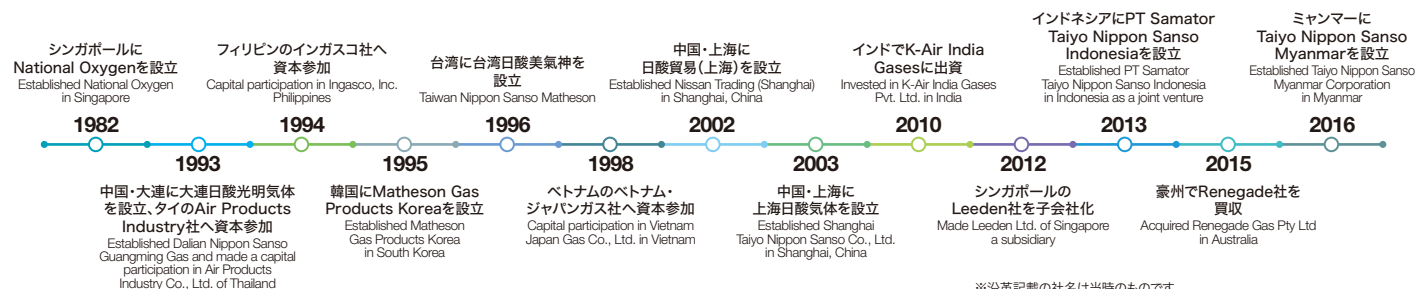 シンガポールに
National Oxygenを設立
Established National Oxygen
in Singapore
1982
1993
中国・大連に大連日酸光明気体
を設立、タイのAir Products
Industry社へ資本参加
Established Dalian Nippon Sanso
Guangming Gas and made a capital
participation in Air Products
Industry Co., Ltd. of Thailand
フィリピンのインガスコ社へ
資本参加
Capital participation in Ingasco, Inc.
Philippines
1994
1995
韓国にMatheson Gas
Products Koreaを設立
Established Matheson
Gas Products Korea
in South Korea
台湾に台湾日酸美氣神を
設立
Taiwan Nippon Sanso Matheson
1996
1998
ベトナムのベトナム・
ジャパンガス社へ資本参加
Capital participation in Vietnam
Japan Gas Co., Ltd. in Vietnam
中国・上海に
日酸貿易(上海)を設立
Established Nissan Trading (Shanghai)
in Shanghai, China
2002
2003
中国・上海に
上海日酸気体を設立
Established Shanghai
Taiyo Nippon Sanso Co., Ltd.
in Shanghai, China
インドでK-Air India
Gasesに出資
Invested in K-Air India Gases
Pvt. Ltd. in India
2010
2012
シンガポールの
Leeden社を子会社化
Made Leeden Ltd. of Singapore
a subsidiary
インドネシアにPT Samator
Taiyo Nippon Sanso
Indonesiaを設立
Established PT Samator
Taiyo Nippon Sanso Indonesia
in Indonesia as a joint venture
2013
2015
豪州でRenegade社を
買収
Acquired Renegade Gas Pty Ltd
in Australia
ミャンマーに
Taiyo Nippon Sanso
Myanmarを設立
Established Taiyo Nippon Sanso
Myanmar Corporation
in Myanmar
2016
※沿革記載の社名は当時のものです